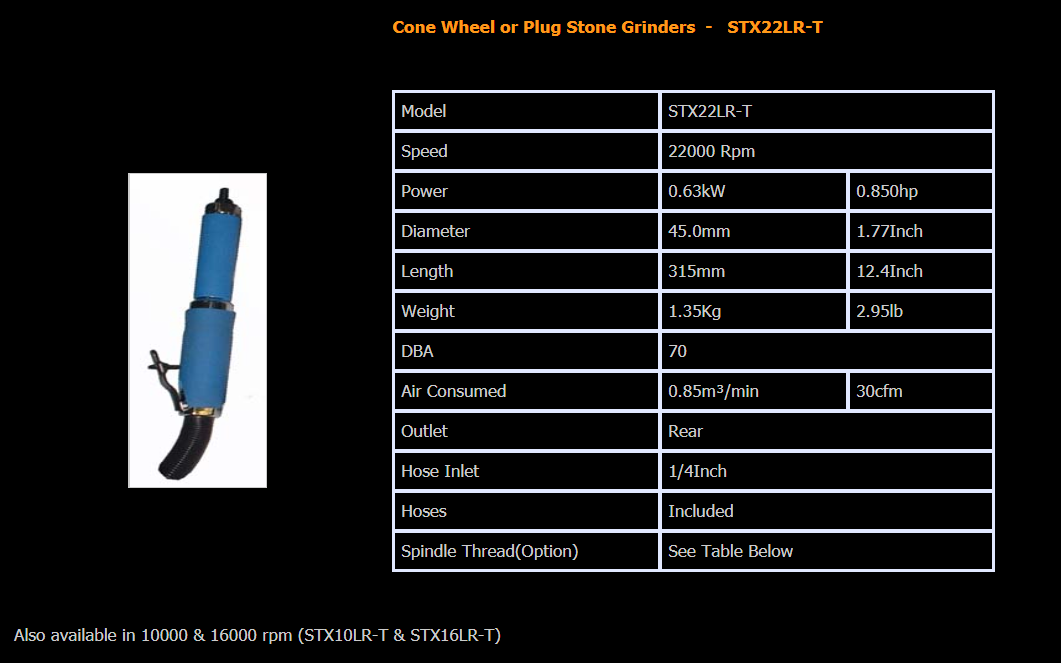 Cone Wheel or Plug Stone Grinders - STX22LR-T
Model STX22LR-T
Speed 22000 Rpm
Power 0.63kW 0.850hp
Diameter 45.0mm 1.77Inch
Length 315mm 12.4Inch
Weight 1.35Kg 2.95lb
DBA 70
Air Consumed 0.85m³/min 30cfm
Outlet Rear
Hose Inlet 1/4Inch
Hoses Included
Spindle Thread(Option) See Table Below
Also available in 10000 & 16000 rpm (STX10LR-T & STX16LR-T)